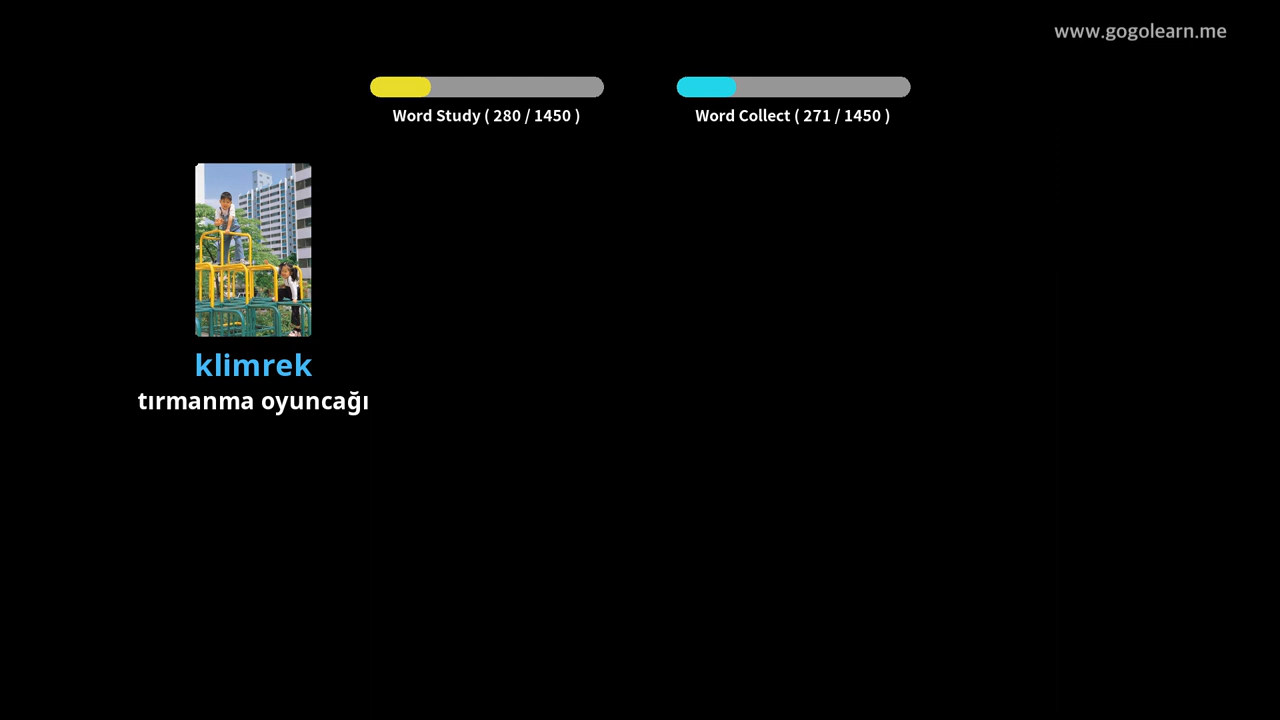 www.gogolearn.me
Word Study ( 280 / 1450 )
Word Collect ( 271 / 1450 )
klimrek
tırmanma oyuncağı